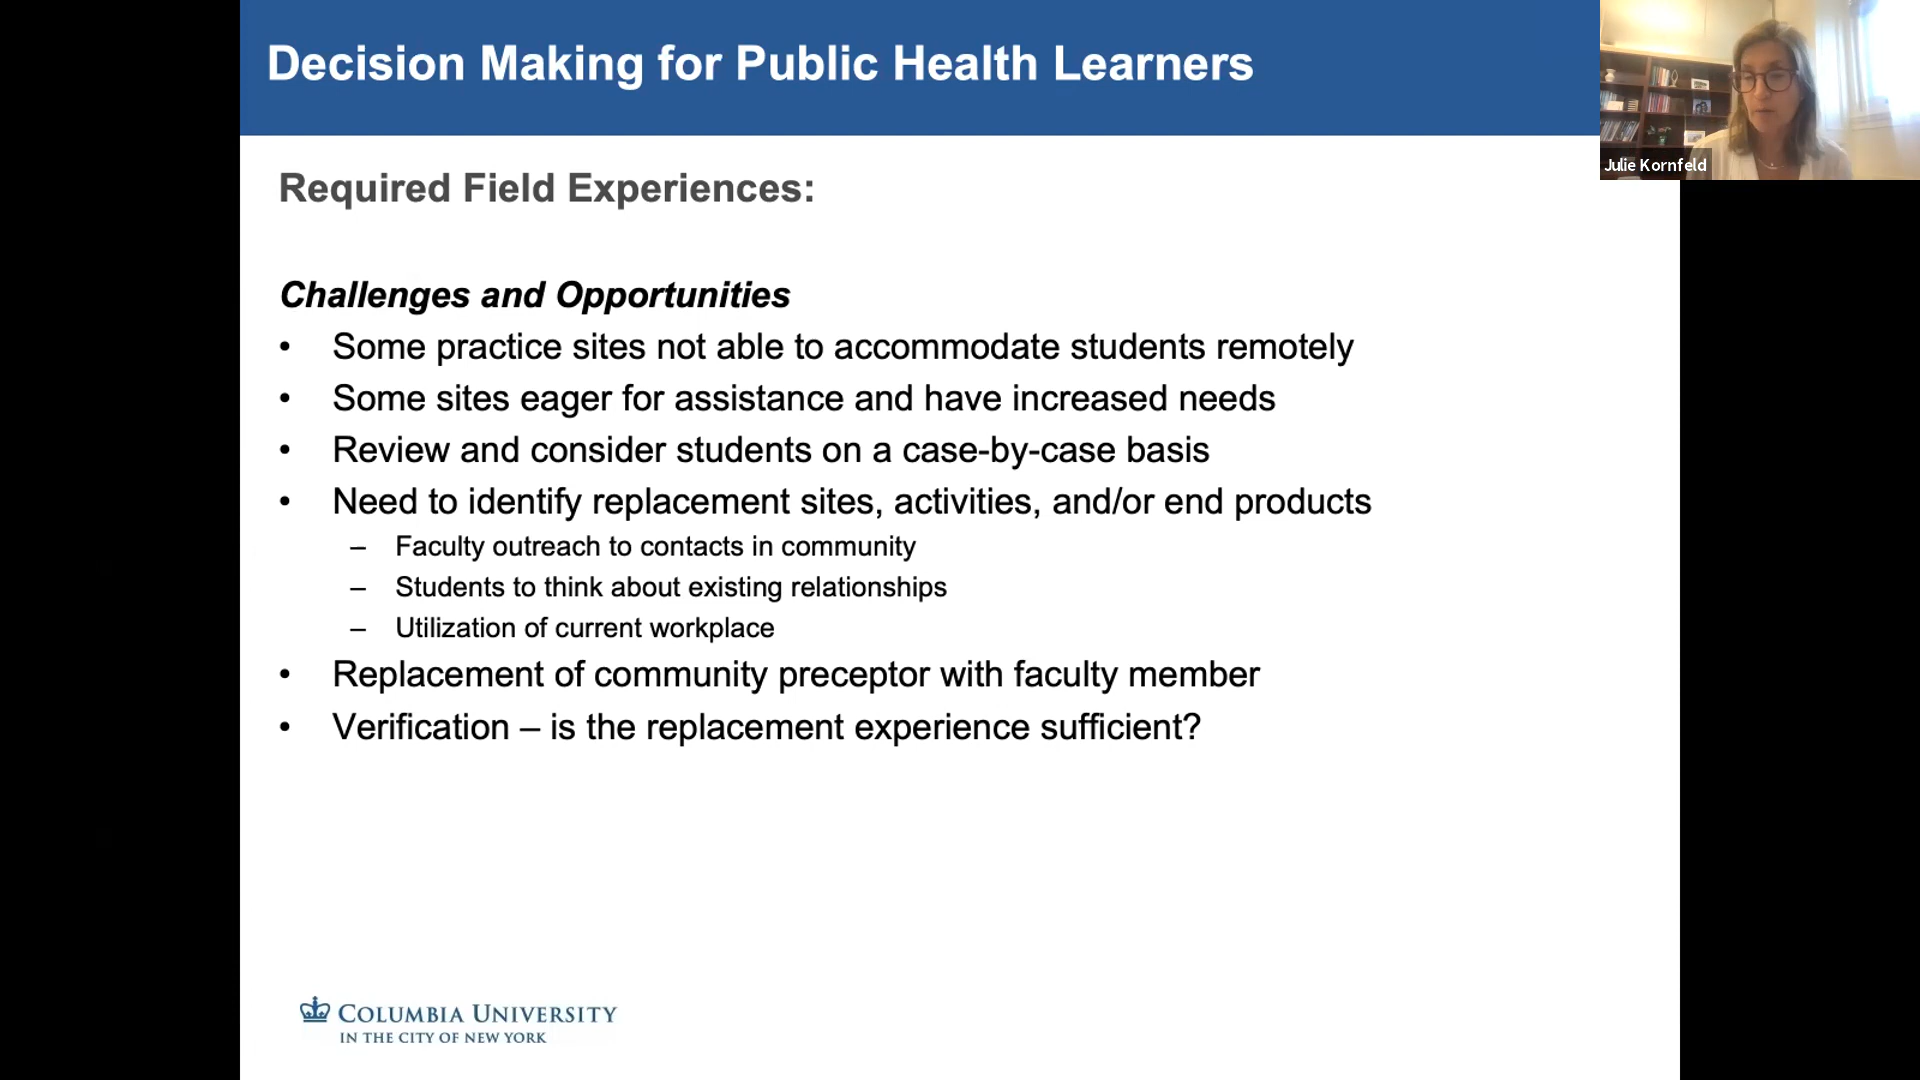 Decision Making for Public Health Learners
Julie Kornfeld
Required Field Experiences:
Challenges and Opportunities
• Some practice sites not able to accommodate students remotely
• Some sites eager for assistance and have increased needs
• Review and consider students on a case-by-case basis
• Need to identify replacement sites, activities, and/or end products
– Faculty outreach to contacts in community
– Students to think about existing relationships
– Utilization of current workplace
• Replacement of community preceptor with faculty member
• Verification – is the replacement experience sufficient?
COLUMBIA UNIVERSITY
IN THE CITY OF NEW YORK